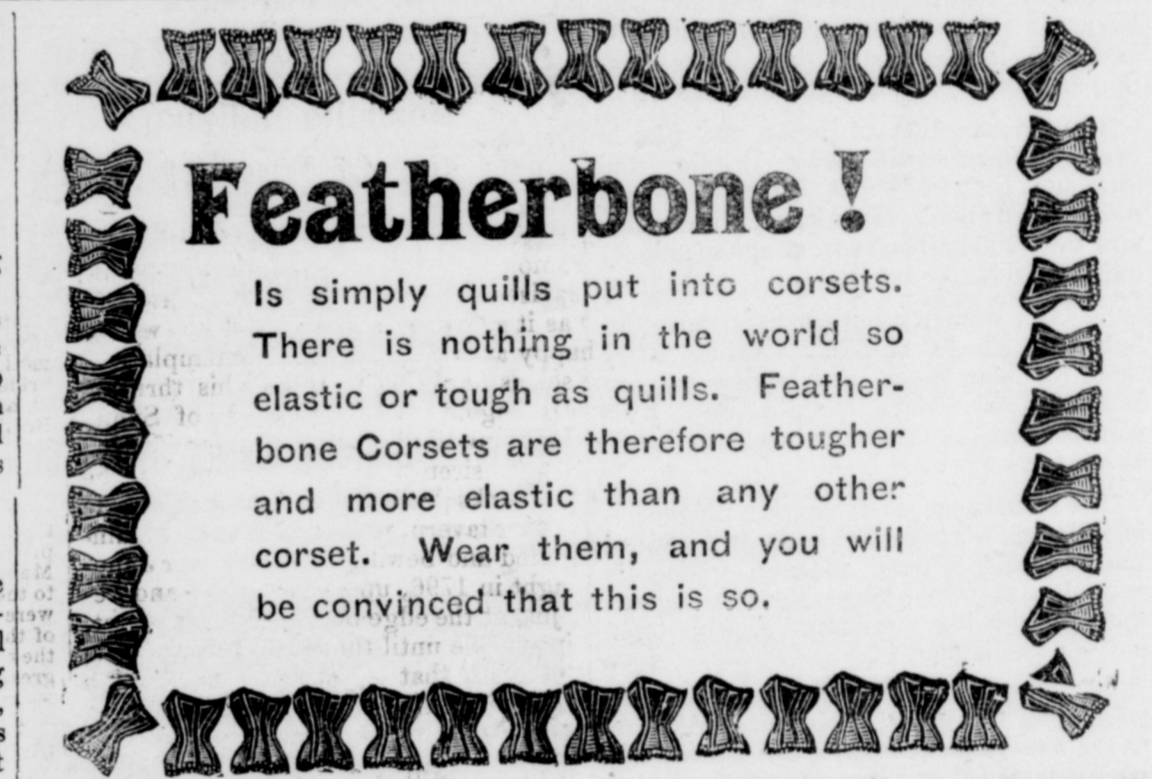 Featherbone !
Is simply quills put into corsets.
There is nothing in the world so
elastic or tough as quills. Feather-
bone Corsets are therefore tougher
and more elastic than any other
corset. Wear them, and you will
be convinced that this is so.